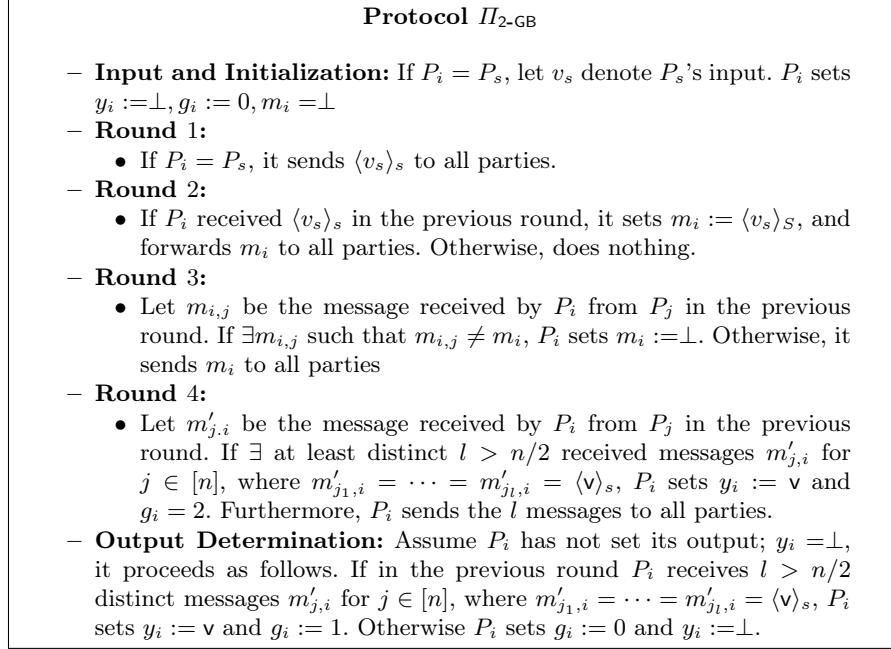 Protocol Π2-GB
– Input and Initialization: If Pi = Ps, let vs denote Ps's input. Pi sets
yi :=⊥, gi := 0, mi =⊥
– Round 1:
• If Pi = Ps, it sends ⟨vs⟩s to all parties.
– Round 2:
• If Pi received ⟨vs⟩s in the previous round, it sets mi := ⟨vs⟩S, and
forwards mi to all parties. Otherwise, does nothing.
– Round 3:
• Let mi,j be the message received by Pi from Pj in the previous
round. If ∃mi,j such that mi,j ≠ mi, Pi sets mi :=⊥. Otherwise, it
sends mi to all parties
– Round 4:
• Let m′j.i be the message received by Pi from Pj in the previous
round. If ∃ at least distinct l > n/2 received messages m′j,i for
j ∈ [n], where m′j1,i = ··· = m′jl,i = ⟨v⟩s, Pi sets yi := v and
gi = 2. Furthermore, Pi sends the l messages to all parties.
– Output Determination: Assume Pi has not set its output; yi =⊥,
it proceeds as follows. If in the previous round Pi receives l > n/2
distinct messages m′j,i for j ∈ [n], where m′j1,i = ··· = m′jl,i = ⟨v⟩s, Pi
sets yi := v and gi := 1. Otherwise Pi sets gi := 0 and yi :=⊥.